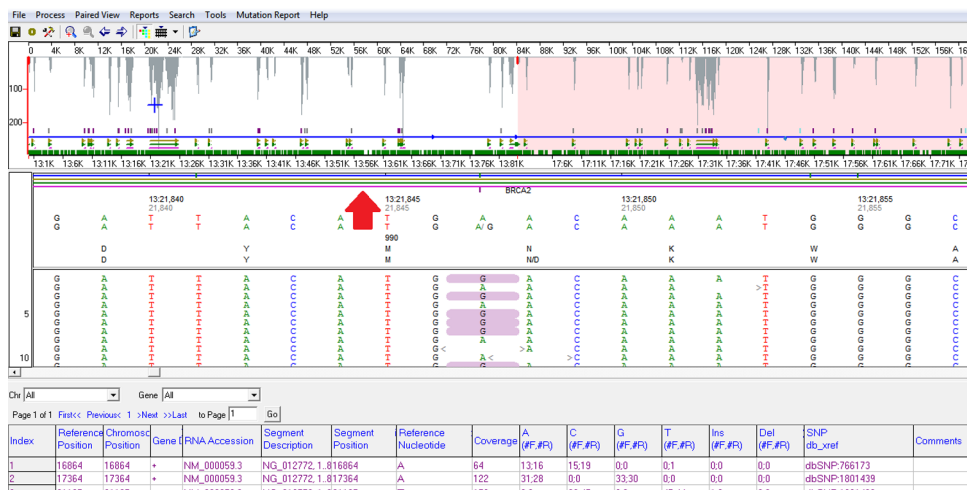 File Process Paired View Reports Search Tools Mutation Report Help
0 4K 8K 12K 16K 20K 24K 28K 32K 36K 40K 44K 48K 52K 56K 60K 64K 68K 72K 76K 80K 84K 88K 92K 96K 100K 104K 108K 112K 116K 120K 124K 128K 132K 136K 140K 144K 148K 152K 156K
100
200
13:1K 13:6K 13:11K 13:16K 13:21K 13:26K 13:31K 13:36K 13:41K 13:46K 13:51K 13:56K 13:61K 13:66K 13:71K 13:76K 13:81K 17:6K 17:11K 17:16K 17:21K 17:26K 17:31K 17:36K 17:41K 17:46K 17:51K 17:56K 17:61K 17:66K 17:71K
BRCA2
13:21,840 13:21,845 13:21,850 13:21,855
21,840 21,845 21,850 21,855
G A T T A C A T G A A C A A A T G G G C
G A T T A C A T G A/G A C A A A T G G G C
990
D Y M N K W A
D Y M N/D K W A
G A T T A C A T G G A C A A A T G G G C
G A T T A C A T G A A C A A >T G G G C
G A T T A C A T G G A C A A A T G G G C
G A T T A C A T G A A C A A A T G G G C
5 G A T T A C A T G G A C A A A T G G G C
G A T T A C A T G G A C A A A T G G G C
G A T T A C A T G G A C A A A T G G G C
G A T T A C A T G A A C A A A T G G G C
G A T T A C A T G< >A C A A A T G G G C
10 G A T T A C A T G A< >C A A A T G G G C
Chr All Gene All
Page 1 of 1 First<< Previous< 1 >Next >>Last to Page 1 Go
Index Reference Position Chromosc Position Gene RNA Accession Segment Description Segment Position Reference Nucleotide Coverage A (#F,#R) C (#F,#R) G (#F,#R) T (#F,#R) Ins (#F,#R) Del (#F,#R) SNP db_xref Comments
1 16864 16864 + NM_000059.3 NG_012772, 1..8 16864 A 64 13;16 15;19 0;0 0;1 0;0 0;0 dbSNP:766173
2 17364 17364 + NM_000059.3 NG_012772, 1..8 17364 A 122 31;28 0;0 33;30 0;0 0;0 0;0 dbSNP:1801439